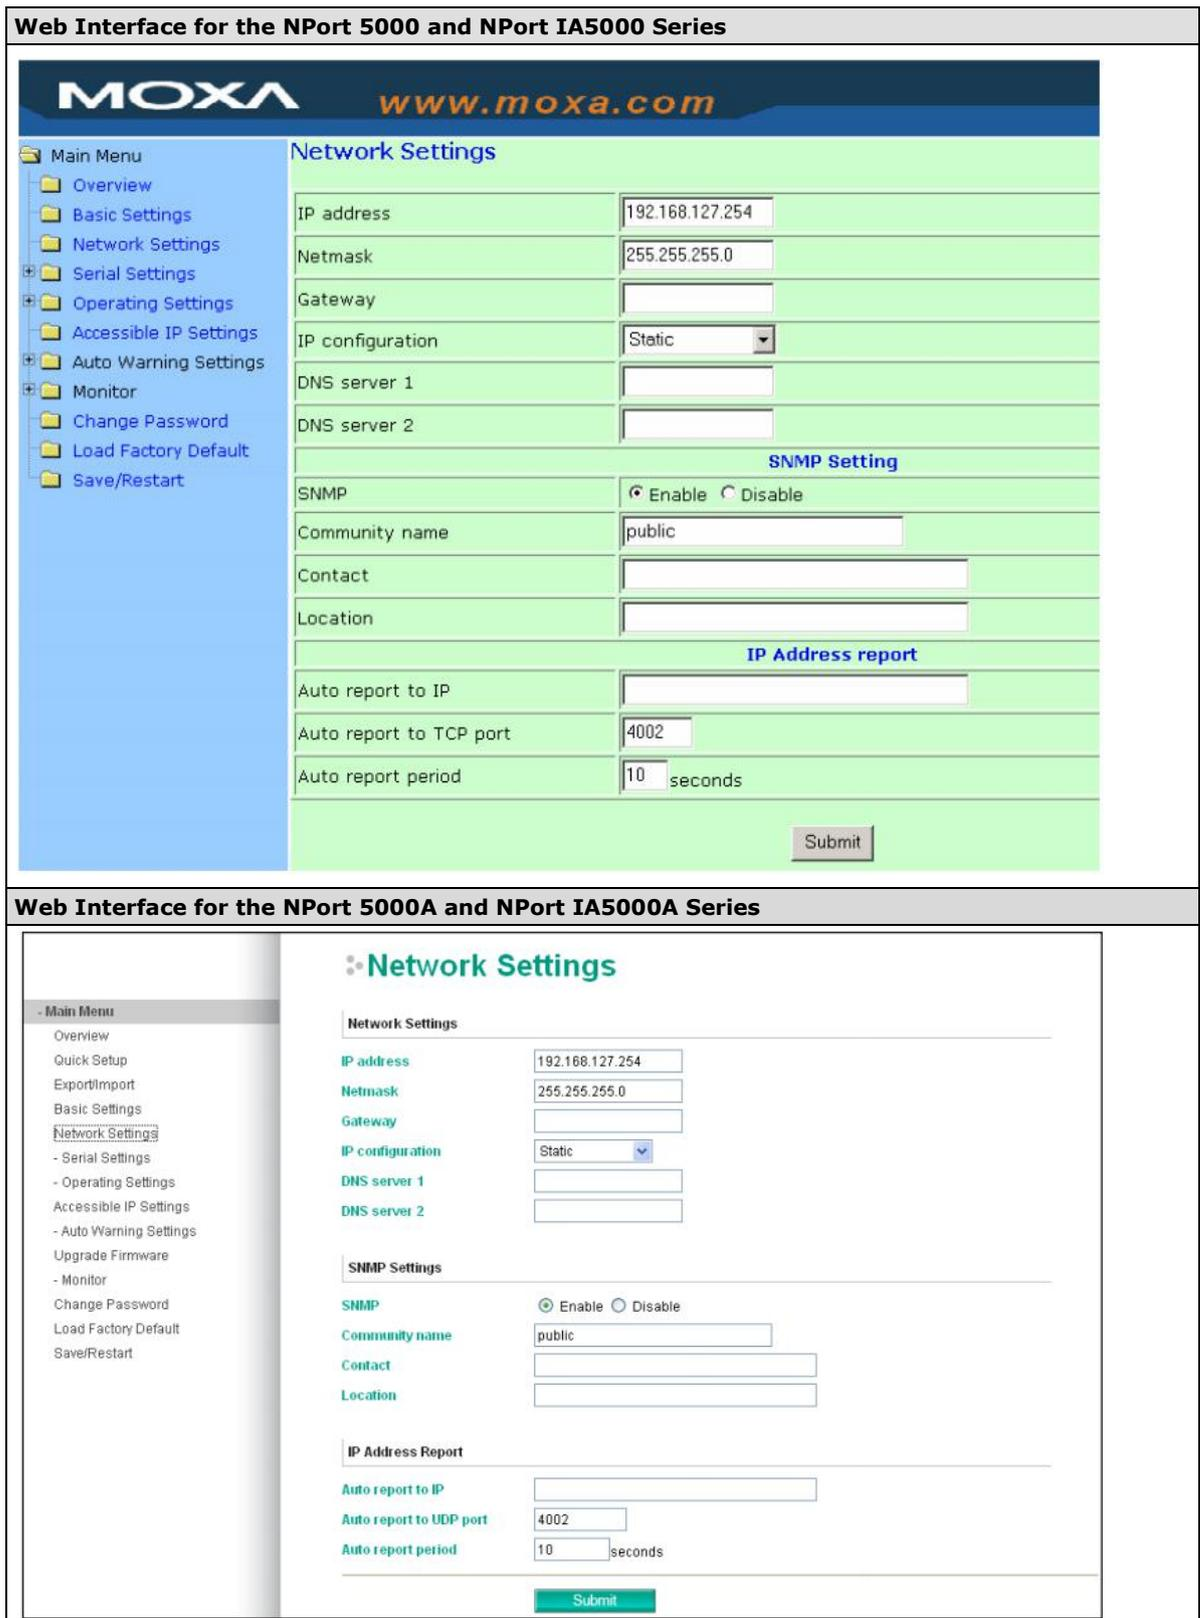 Web Interface for the NPort 5000 and NPort IA5000 Series
MOXA www.moxa.com
Main Menu
Overview
Basic Settings
Network Settings
Serial Settings
Operating Settings
Accessible IP Settings
Auto Warning Settings
Monitor
Change Password
Load Factory Default
Save/Restart
Network Settings
IP address 192.168.127.254
Netmask 255.255.255.0
Gateway
IP configuration Static
DNS server 1
DNS server 2
SNMP Setting
SNMP Enable Disable
Community name public
Contact
Location
IP Address report
Auto report to IP
Auto report to TCP port 4002
Auto report period 10 seconds
Submit
Web Interface for the NPort 5000A and NPort IA5000A Series
- Main Menu
Overview
Quick Setup
Export/Import
Basic Settings
Network Settings
- Serial Settings
- Operating Settings
Accessible IP Settings
- Auto Warning Settings
Upgrade Firmware
- Monitor
Change Password
Load Factory Default
Save/Restart
Network Settings
Network Settings
IP address 192.168.127.254
Netmask 255.255.255.0
Gateway
IP configuration Static
DNS server 1
DNS server 2
SNMP Settings
SNMP Enable Disable
Community name public
Contact
Location
IP Address Report
Auto report to IP
Auto report to UDP port 4002
Auto report period 10 seconds
Submit